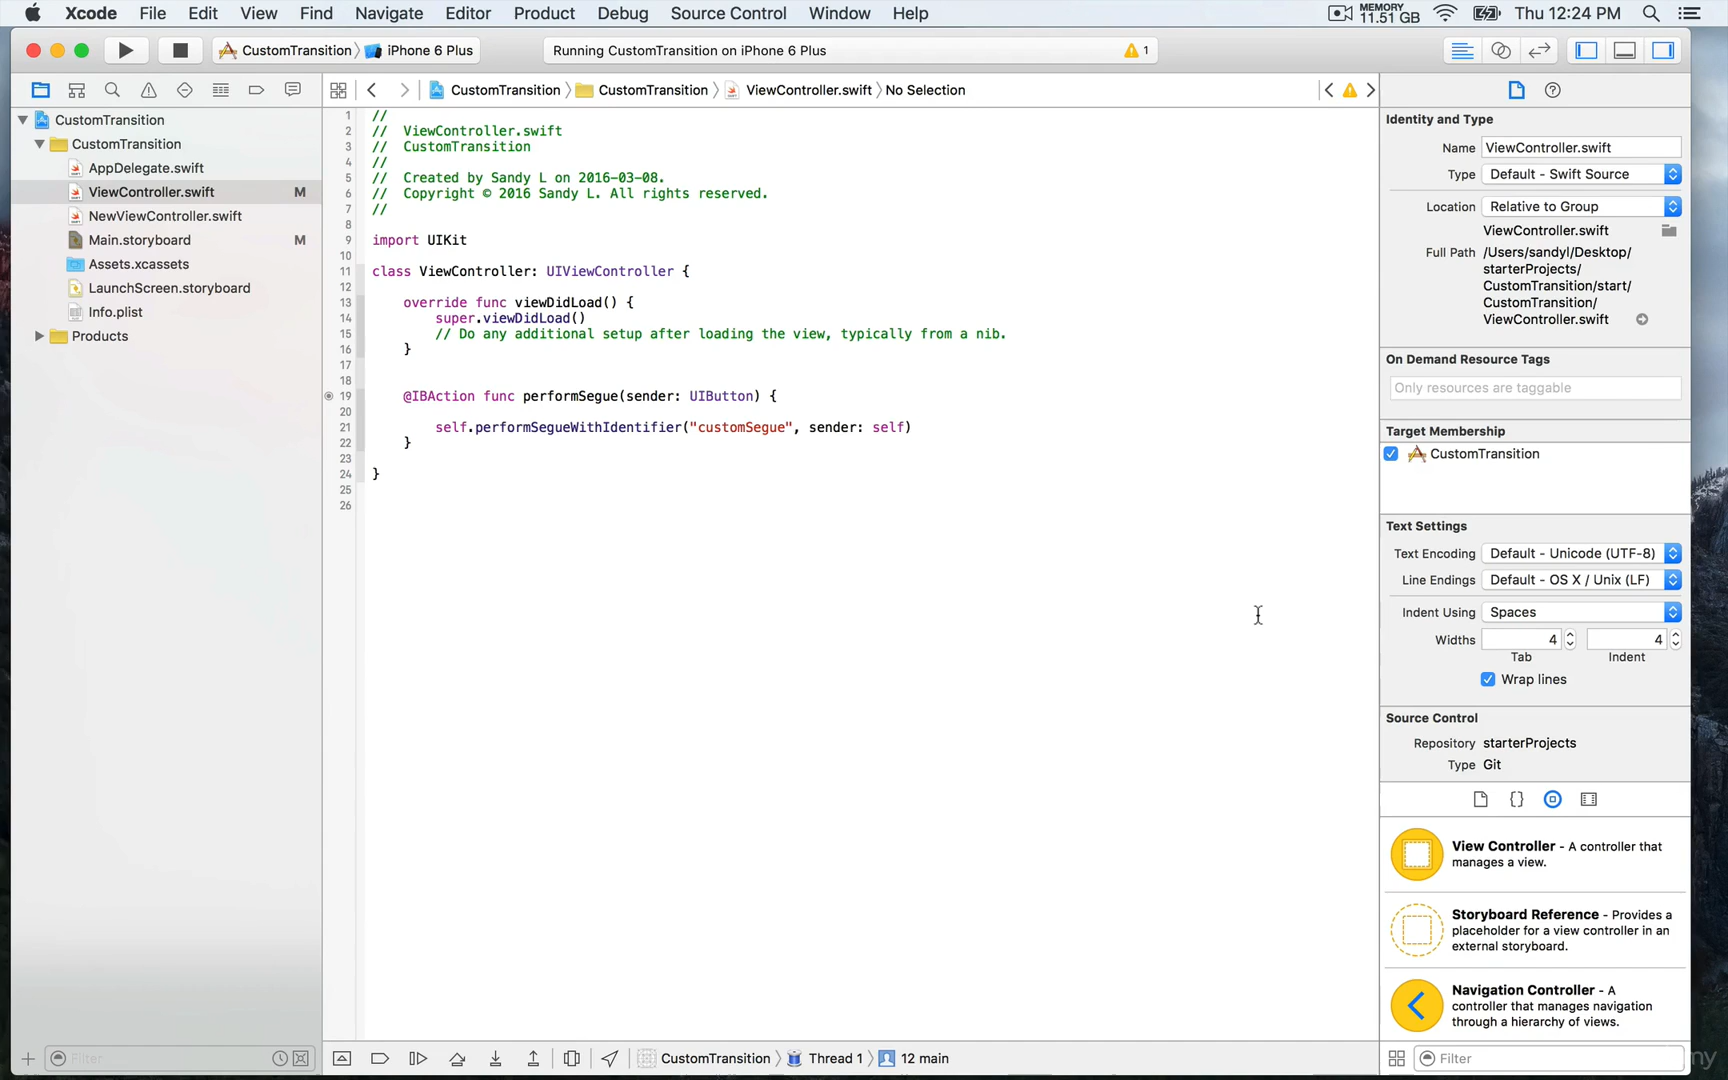 Xcode File Edit View Find Navigate Editor Product Debug Source Control Window Help MEMORY 11.51 GB Thu 12:24 PM
CustomTransition iPhone 6 Plus Running CustomTransition on iPhone 6 Plus 1
CustomTransition CustomTransition ViewController.swift No Selection
CustomTransition
CustomTransition
AppDelegate.swift
ViewController.swift M
NewViewController.swift
Main.storyboard M
Assets.xcassets
LaunchScreen.storyboard
Info.plist
Products
Filter
1 //
2 // ViewController.swift
3 // CustomTransition
4 //
5 // Created by Sandy L on 2016-03-08.
6 // Copyright © 2016 Sandy L. All rights reserved.
7 //
8
9 import UIKit
10
11 class ViewController: UIViewController {
12
13 override func viewDidLoad() {
14 super.viewDidLoad()
15 // Do any additional setup after loading the view, typically from a nib.
16 }
17
18
19 @IBAction func performSegue(sender: UIButton) {
20
21 self.performSegueWithIdentifier("customSegue", sender: self)
22 }
23
24 }
25
26
CustomTransition Thread 1 12 main
Identity and Type
Name ViewController.swift
Type Default - Swift Source
Location Relative to Group
ViewController.swift
Full Path /Users/sandyl/Desktop/
starterProjects/
CustomTransition/start/
CustomTransition/
ViewController.swift
On Demand Resource Tags
Only resources are taggable
Target Membership
CustomTransition
Text Settings
Text Encoding Default - Unicode (UTF-8)
Line Endings Default - OS X / Unix (LF)
Indent Using Spaces
Widths 4 4
Tab Indent
Wrap lines
Source Control
Repository starterProjects
Type Git
View Controller - A controller that
manages a view.
Storyboard Reference - Provides a
placeholder for a view controller in an
external storyboard.
Navigation Controller - A
controller that manages navigation
through a hierarchy of views.
Filter